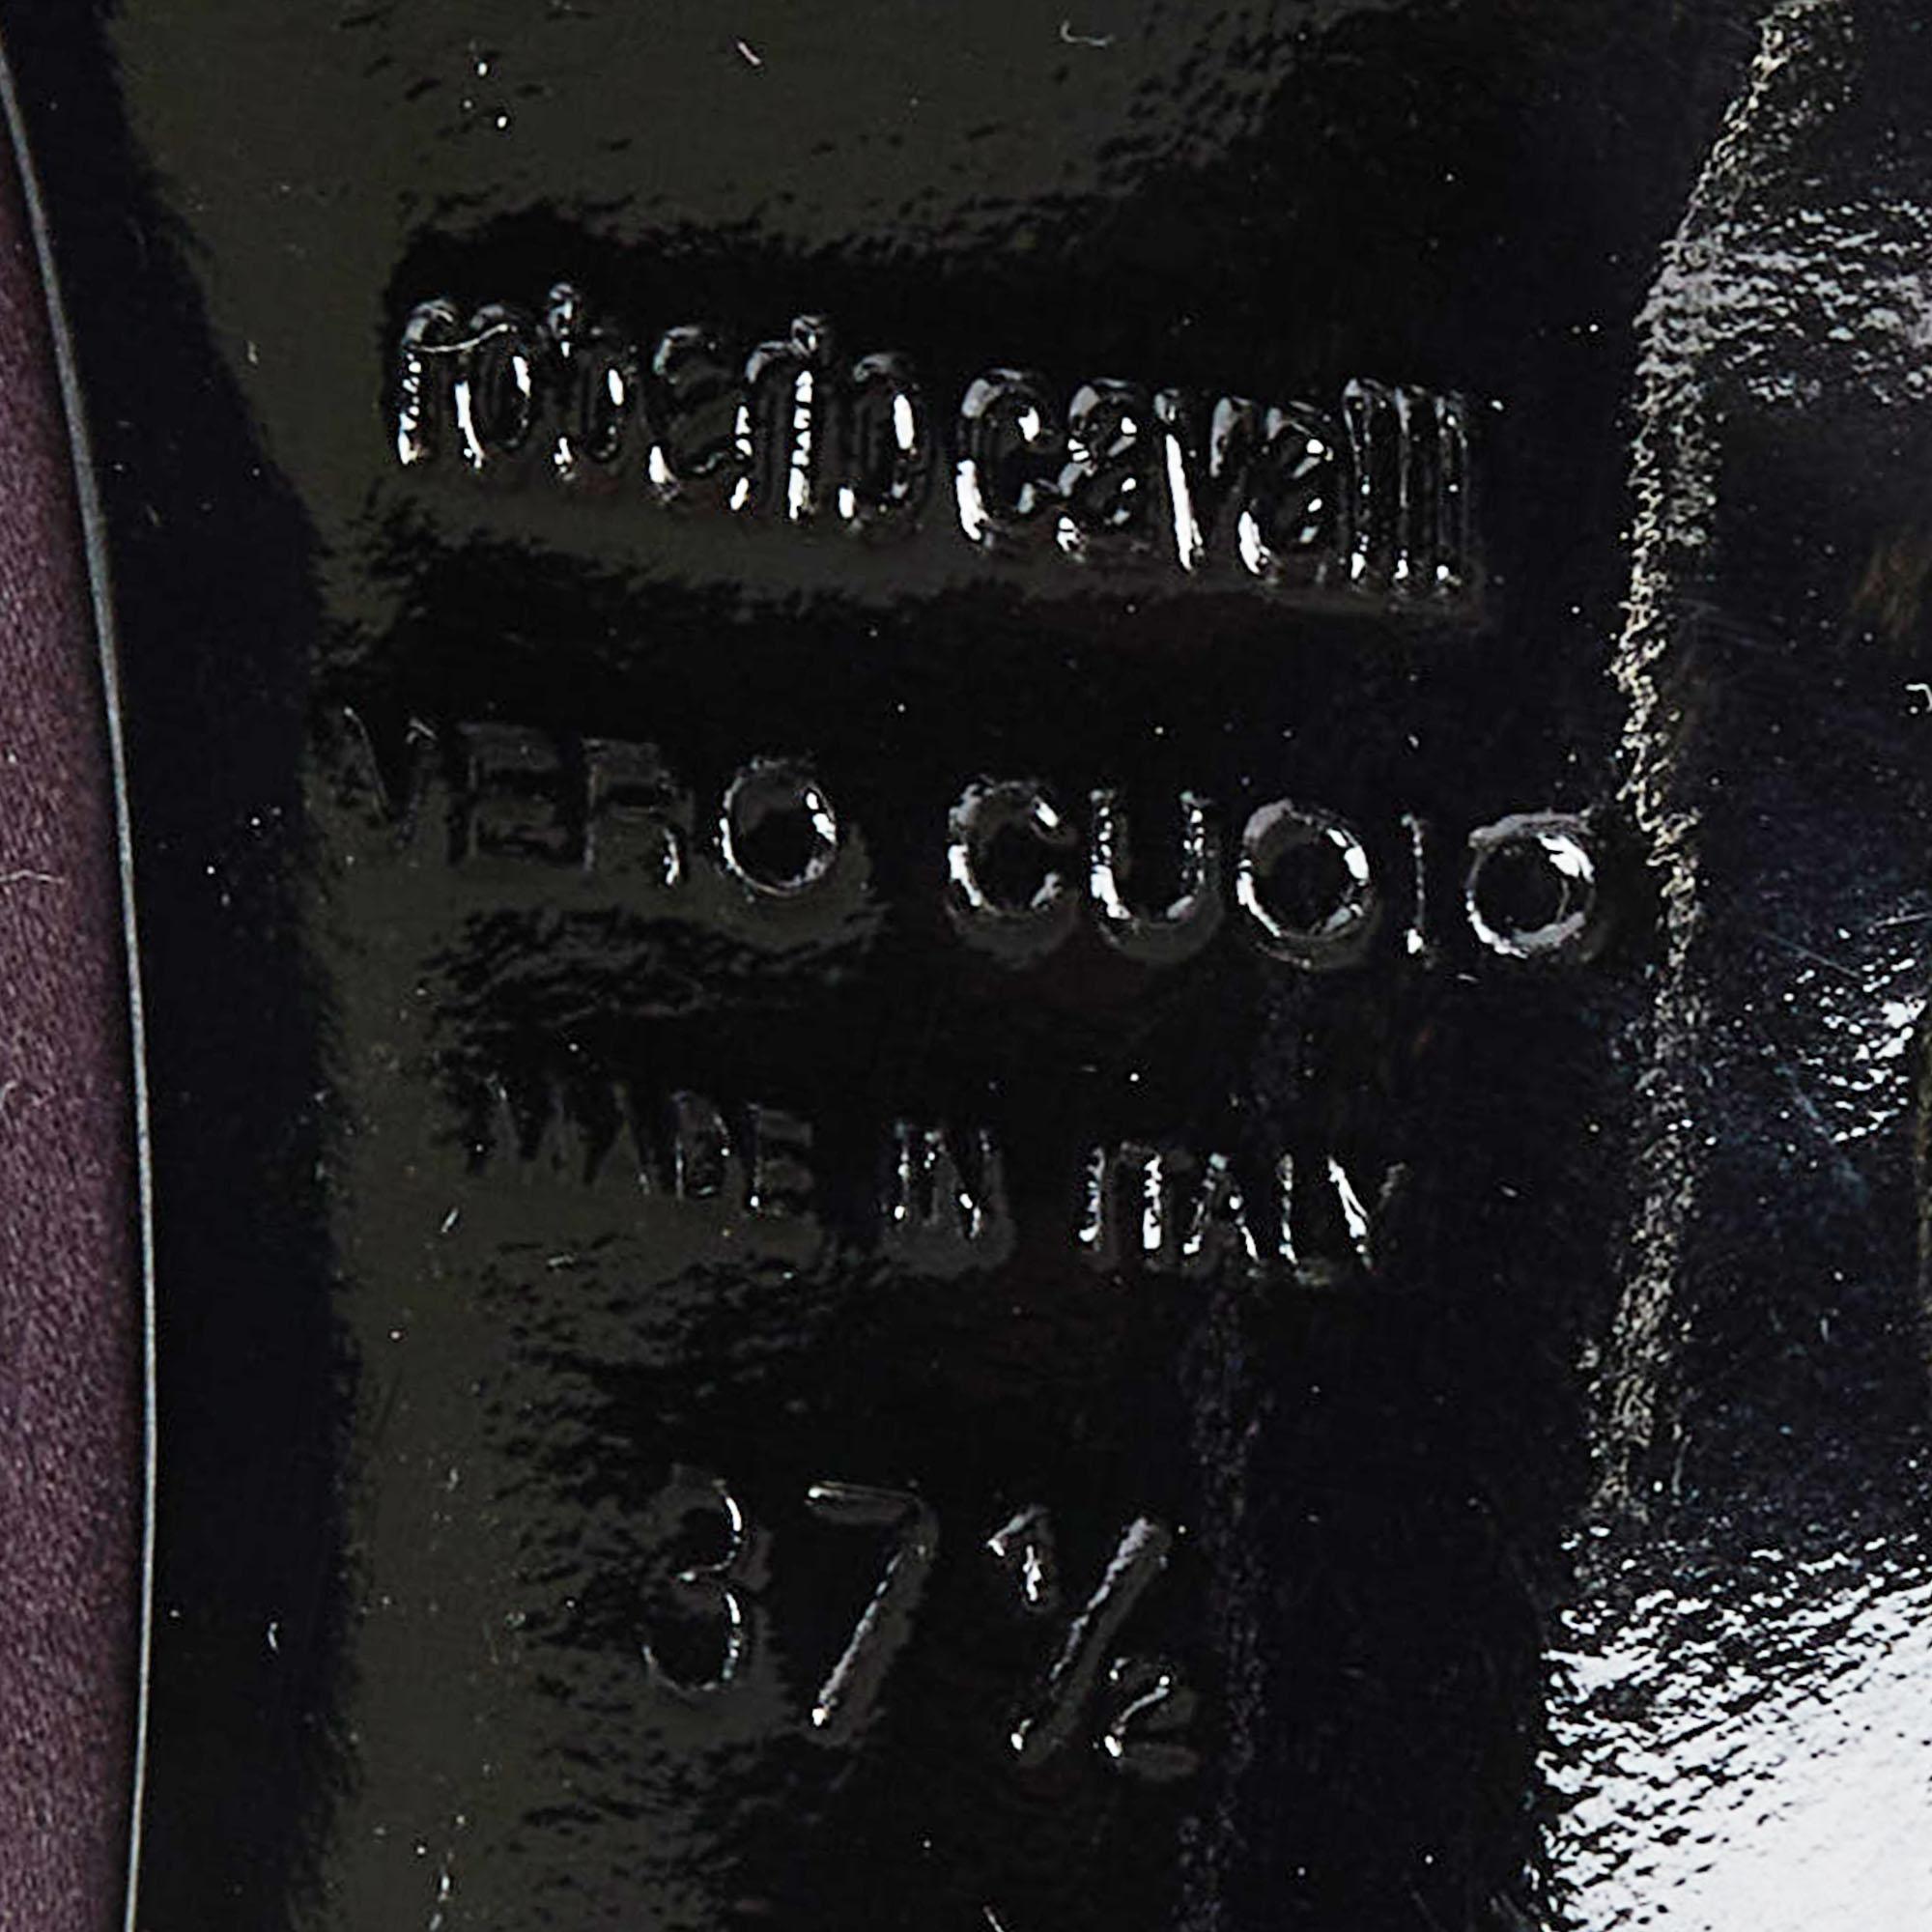 roberto cavalli
VERO CUOIO
MADE IN ITALY
37 ½